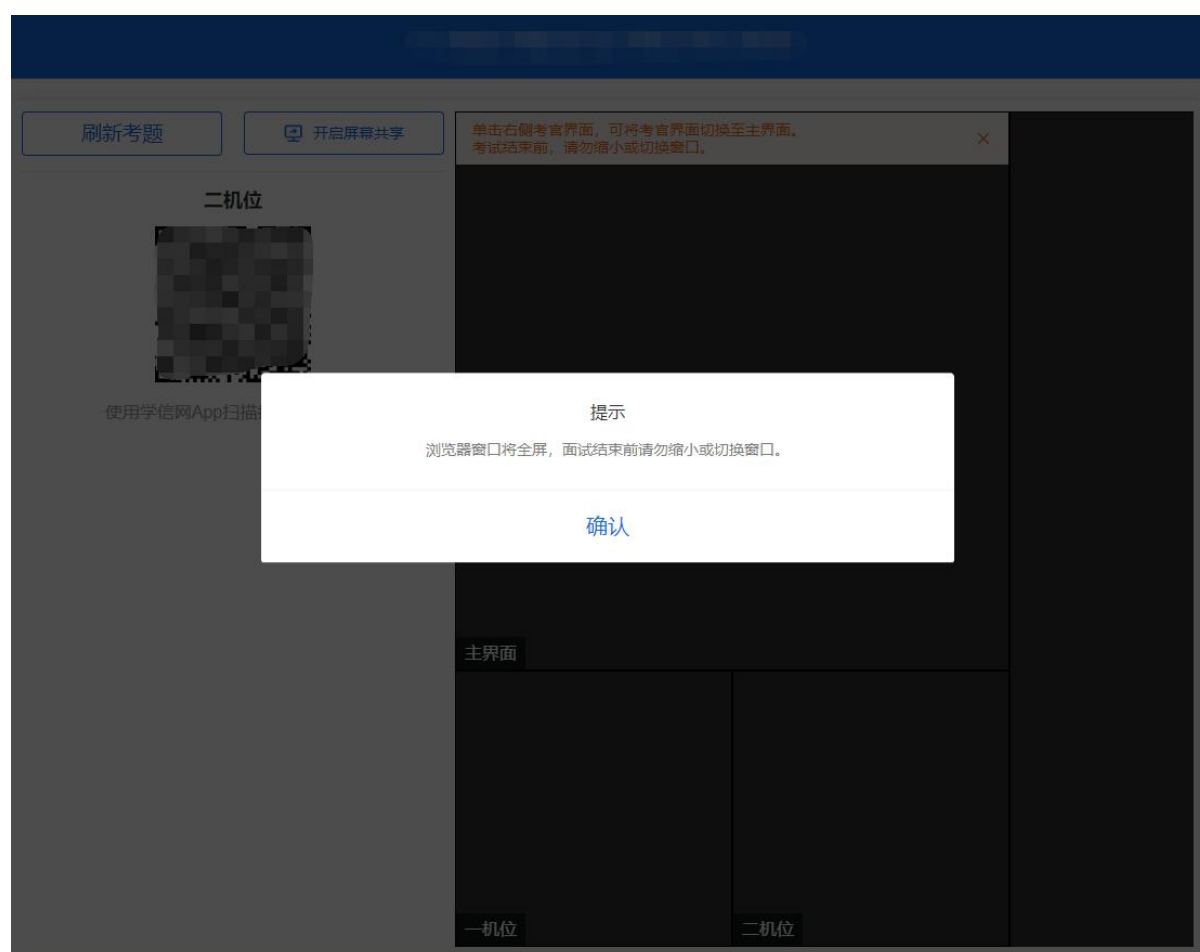 刷新考题
开启屏幕共享
单击右侧考官界面，可将考官界面切换至主界面。
考试结束前，请勿缩小或切换窗口。
二机位
使用学信网App扫描
提示
浏览器窗口将全屏，面试结束前请勿缩小或切换窗口。
确认
主界面
一机位
二机位